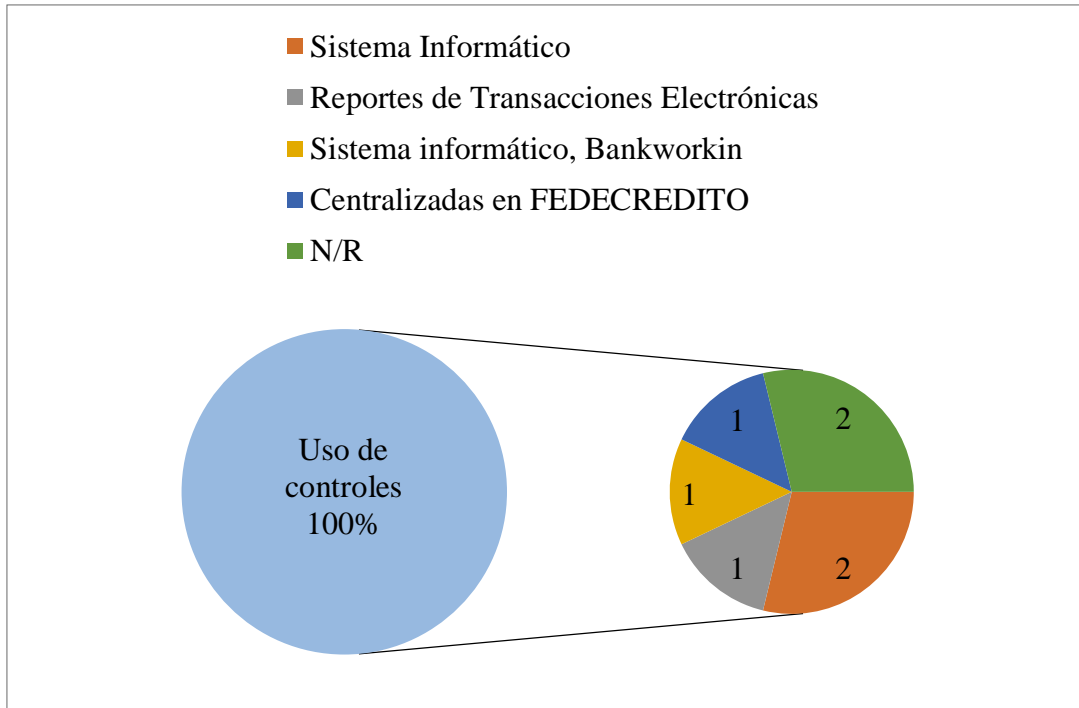 Sistema Informático
Reportes de Transacciones Electrónicas
Sistema informático, Bankworkin
Centralizadas en FEDECREDITO
N/R
Uso de
controles
100%
1
2
1
1
2